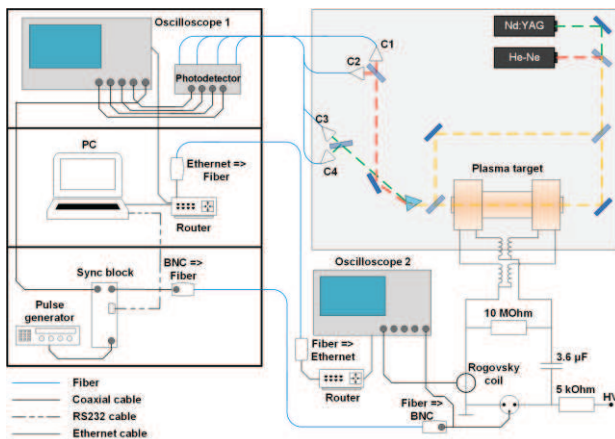 Oscilloscope 1
Photodetector
C1
C2
C3
C4
Nd:YAG
He-Ne
Plasma target
PC
Ethernet =>
Fiber
Router
Sync block
BNC =>
Fiber
Pulse
generator
Oscilloscope 2
Fiber =>
Ethernet
Router
Fiber =>
BNC
10 MOhm
Rogovsky
coil
3.6 µF
5 kOhm
HV
Fiber
Coaxial cable
RS232 cable
Ethernet cable